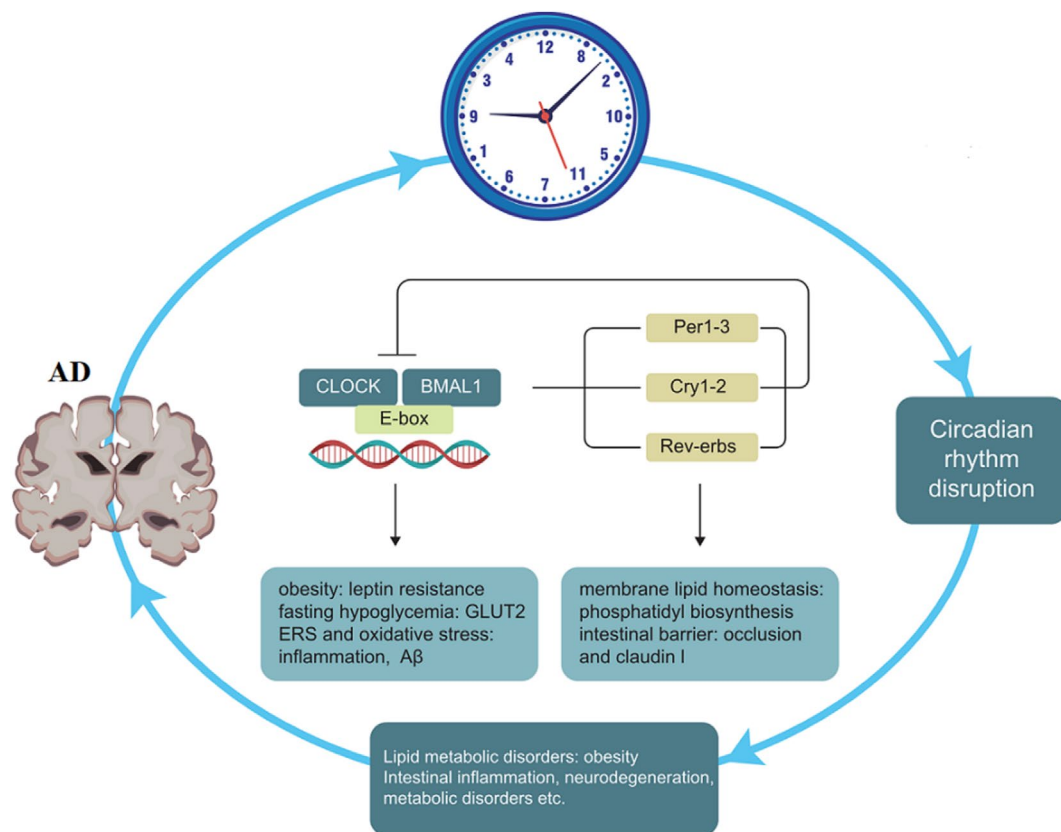 12
4
8
3
2
9
10
1
5
6
11
7
AD
Per1-3
CLOCK
BMAL1
Cry1-2
E-box
Rev-erbs
Circadian
rhythm
disruption
obesity: leptin resistance
fasting hypoglycemia: GLUT2
ERS and oxidative stress:
inflammation, Aβ
membrane lipid homeostasis:
phosphatidyl biosynthesis
intestinal barrier: occlusion
and claudin I
Lipid metabolic disorders: obesity
Intestinal inflammation, neurodegeneration,
metabolic disorders etc.